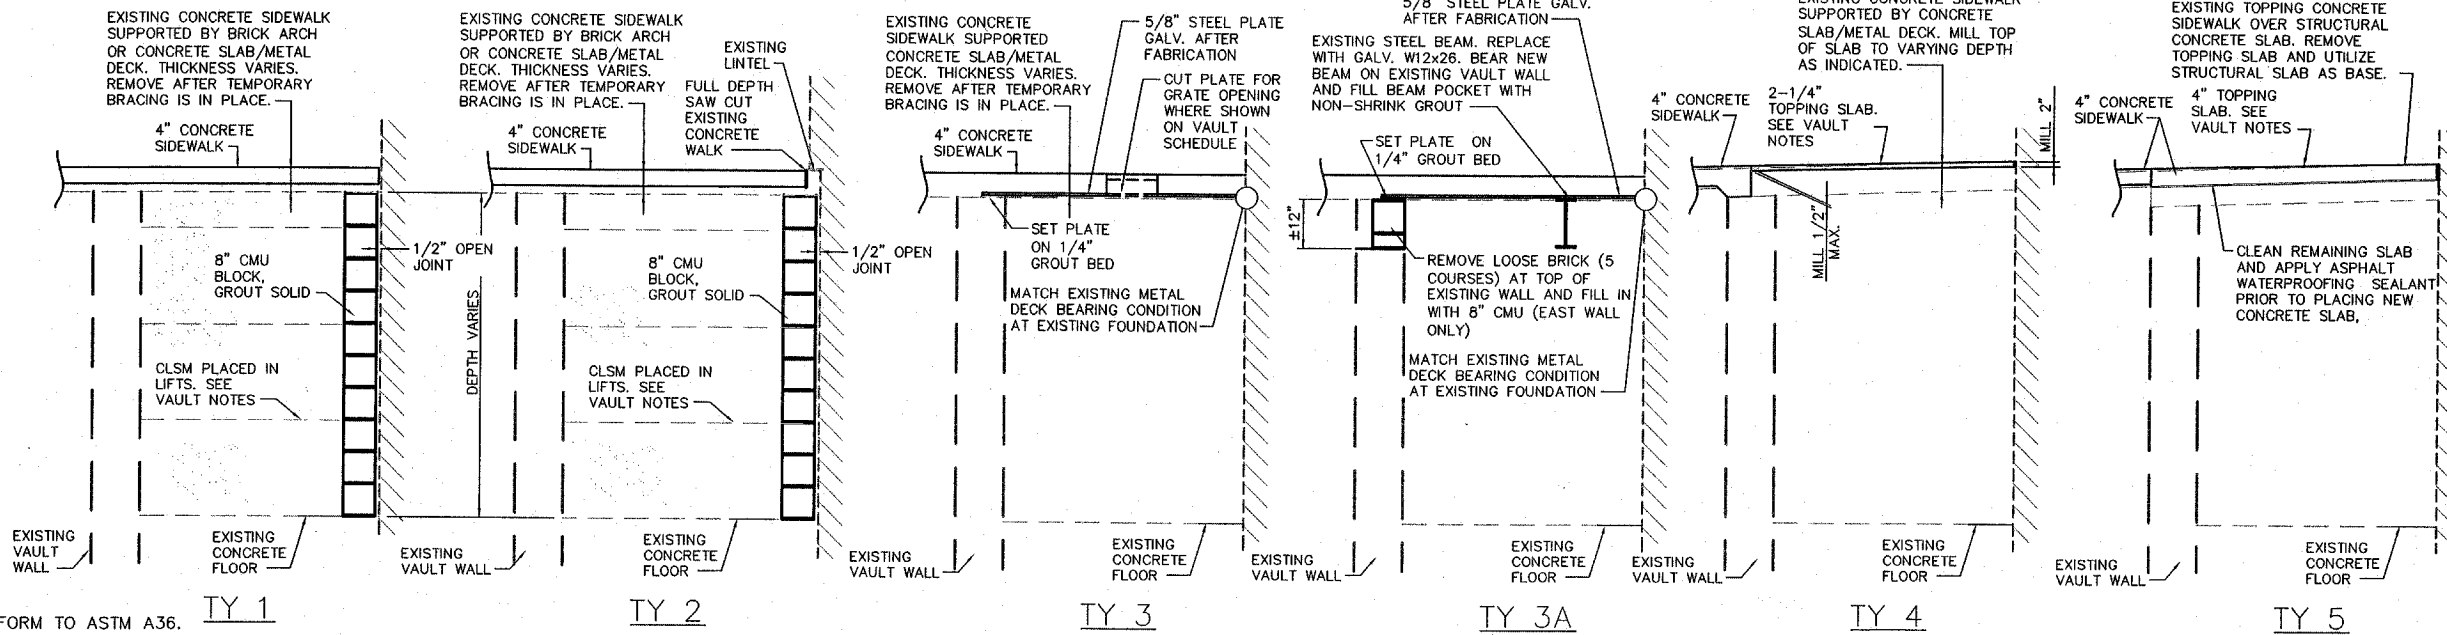 EXISTING CONCRETE SIDEWALK
SUPPORTED BY BRICK ARCH
OR CONCRETE SLAB/METAL
DECK. THICKNESS VARIES.
REMOVE AFTER TEMPORARY
BRACING IS IN PLACE.
4" CONCRETE
SIDEWALK
8" CMU
BLOCK,
GROUT SOLID
1/2" OPEN
JOINT
CLSM PLACED IN
LIFTS. SEE
VAULT NOTES
EXISTING
VAULT
WALL
EXISTING
CONCRETE
FLOOR
TY 1
FORM TO ASTM A36.
DEPTH VARIES
EXISTING CONCRETE SIDEWALK
SUPPORTED BY BRICK ARCH
OR CONCRETE SLAB/METAL
DECK. THICKNESS VARIES.
REMOVE AFTER TEMPORARY
BRACING IS IN PLACE.
EXISTING
LINTEL
FULL DEPTH
SAW CUT
EXISTING
CONCRETE
WALK
4" CONCRETE
SIDEWALK
8" CMU
BLOCK,
GROUT SOLID
1/2" OPEN
JOINT
CLSM PLACED IN
LIFTS. SEE
VAULT NOTES
EXISTING
VAULT WALL
EXISTING
CONCRETE
FLOOR
TY 2
EXISTING CONCRETE
SIDEWALK SUPPORTED
CONCRETE SLAB/METAL
DECK. THICKNESS VARIES.
REMOVE AFTER TEMPORARY
BRACING IS IN PLACE.
5/8" STEEL PLATE
GALV. AFTER
FABRICATION
CUT PLATE FOR
GRATE OPENING
WHERE SHOWN
ON VAULT
SCHEDULE
4" CONCRETE
SIDEWALK
SET PLATE
ON 1/4"
GROUT BED
MATCH EXISTING METAL
DECK BEARING CONDITION
AT EXISTING FOUNDATION
EXISTING
VAULT WALL
EXISTING
CONCRETE
FLOOR
TY 3
5/8" STEEL PLATE GALV.
AFTER FABRICATION
EXISTING STEEL BEAM. REPLACE
WITH GALV. W12x26. BEAR NEW
BEAM ON EXISTING VAULT WALL
AND FILL BEAM POCKET WITH
NON-SHRINK GROUT
SET PLATE ON
1/4" GROUT BED
±12"
REMOVE LOOSE BRICK (5
COURSES) AT TOP OF
EXISTING WALL AND FILL IN
WITH 8" CMU (EAST WALL
ONLY)
MATCH EXISTING METAL
DECK BEARING CONDITION
AT EXISTING FOUNDATION
EXISTING
VAULT WALL
EXISTING
CONCRETE
FLOOR
TY 3A
EXISTING CONCRETE SIDEWALK
SUPPORTED BY CONCRETE
SLAB/METAL DECK. MILL TOP
OF SLAB TO VARYING DEPTH
AS INDICATED.
4" CONCRETE
SIDEWALK
2-1/4"
TOPPING SLAB.
SEE VAULT
NOTES
MILL 2"
MILL 1/2"
MAX.
EXISTING
VAULT WALL
EXISTING
CONCRETE
FLOOR
TY 4
EXISTING TOPPING CONCRETE
SIDEWALK OVER STRUCTURAL
CONCRETE SLAB. REMOVE
TOPPING SLAB AND UTILIZE
STRUCTURAL SLAB AS BASE.
4" CONCRETE
SIDEWALK
4" TOPPING
SLAB. SEE
VAULT NOTES
CLEAN REMAINING SLAB
AND APPLY ASPHALT
WATERPROOFING SEALANT
PRIOR TO PLACING NEW
CONCRETE SLAB,
EXISTING
VAULT WALL
EXISTING
CONCRETE
FLOOR
TY 5